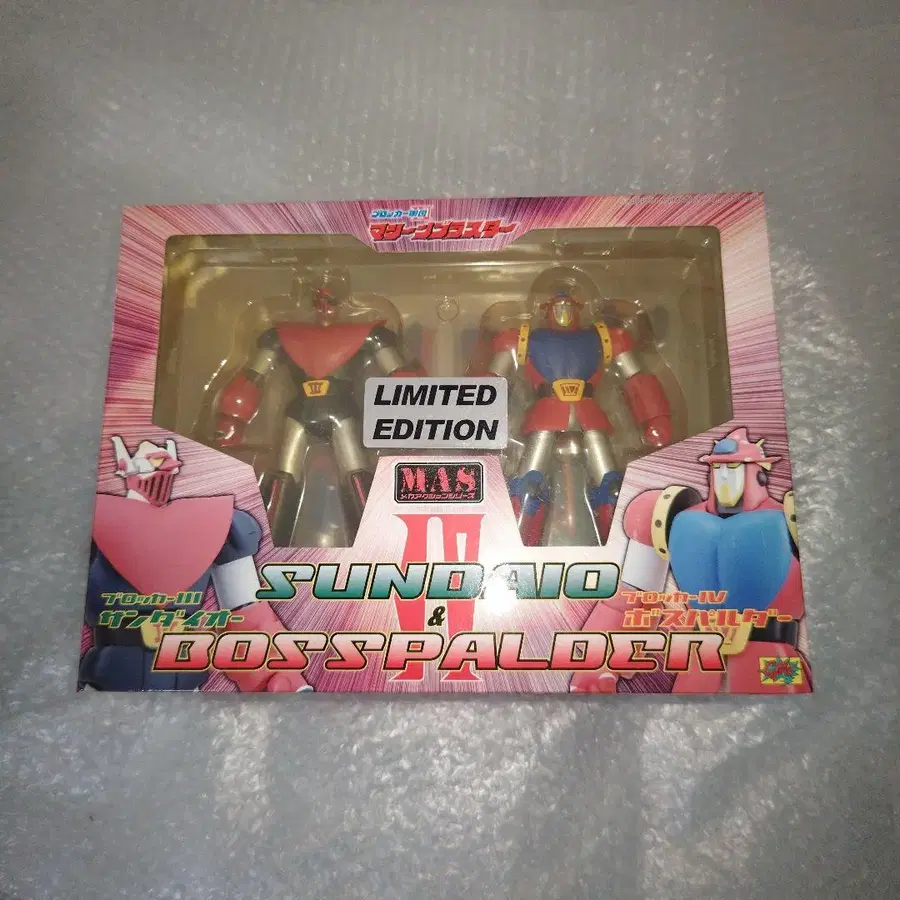 ブロッカー軍団
マシーンブラスター
LIMITED
EDITION
MAS
メカアクションシリーズ
IV
SUNDAIO
&
BOSSPALDER
ブロッカーIII
サンダイオー
ブロッカーIV
ボスパルダー